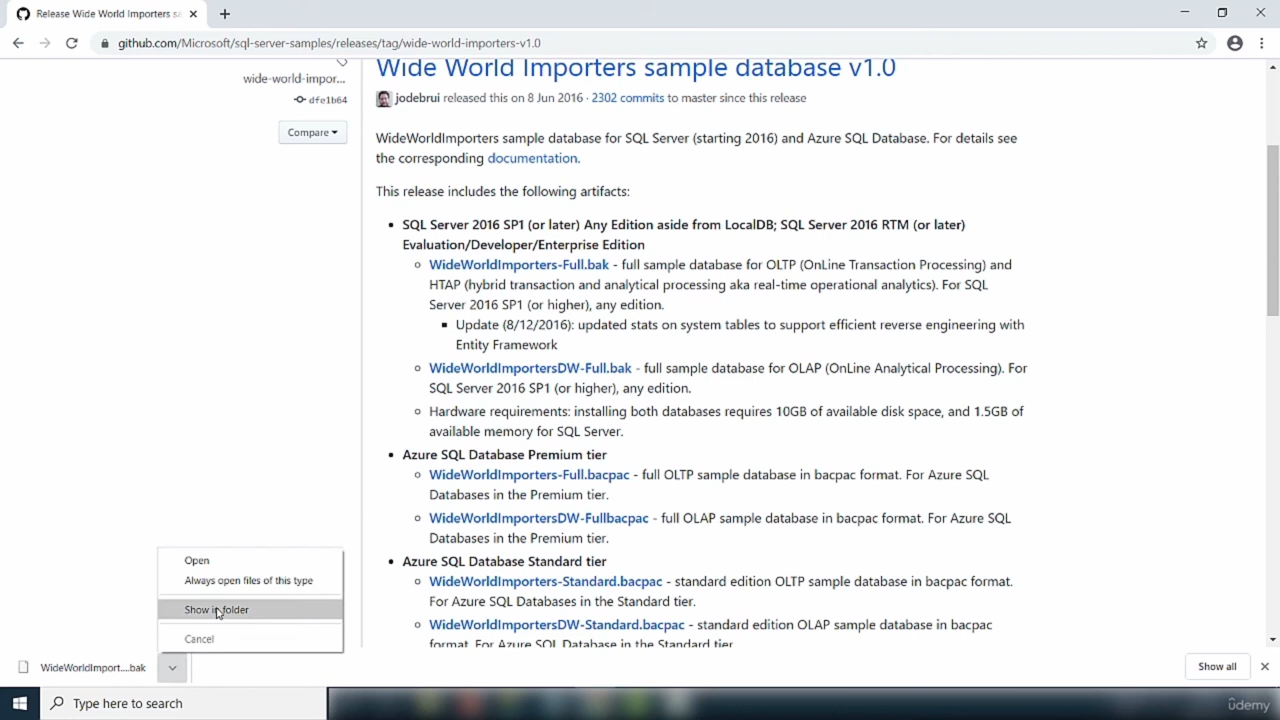 Release Wide World Importers sa
github.com/Microsoft/sql-server-samples/releases/tag/wide-world-importers-v1.0
wide-world-impor...
dfe1b64
Compare
Wide World Importers sample database v1.0
jodebrui released this on 8 Jun 2016 · 2302 commits to master since this release
WideWorldImporters sample database for SQL Server (starting 2016) and Azure SQL Database. For details see
the corresponding documentation.
This release includes the following artifacts:
SQL Server 2016 SP1 (or later) Any Edition aside from LocalDB; SQL Server 2016 RTM (or later)
Evaluation/Developer/Enterprise Edition
WideWorldImporters-Full.bak - full sample database for OLTP (OnLine Transaction Processing) and
HTAP (hybrid transaction and analytical processing aka real-time operational analytics). For SQL
Server 2016 SP1 (or higher), any edition.
Update (8/12/2016): updated stats on system tables to support efficient reverse engineering with
Entity Framework
WideWorldImportersDW-Full.bak - full sample database for OLAP (OnLine Analytical Processing). For
SQL Server 2016 SP1 (or higher), any edition.
Hardware requirements: installing both databases requires 10GB of available disk space, and 1.5GB of
available memory for SQL Server.
Azure SQL Database Premium tier
WideWorldImporters-Full.bacpac - full OLTP sample database in bacpac format. For Azure SQL
Databases in the Premium tier.
WideWorldImportersDW-Fullbacpac - full OLAP sample database in bacpac format. For Azure SQL
Databases in the Premium tier.
Azure SQL Database Standard tier
WideWorldImporters-Standard.bacpac - standard edition OLTP sample database in bacpac format.
For Azure SQL Databases in the Standard tier.
WideWorldImportersDW-Standard.bacpac - standard edition OLAP sample database in bacpac
format. For Azure SQL Database in the Standard tier.
Open
Always open files of this type
Show in folder
Cancel
WideWorldImport....bak
Show all
Type here to search
ûdemy